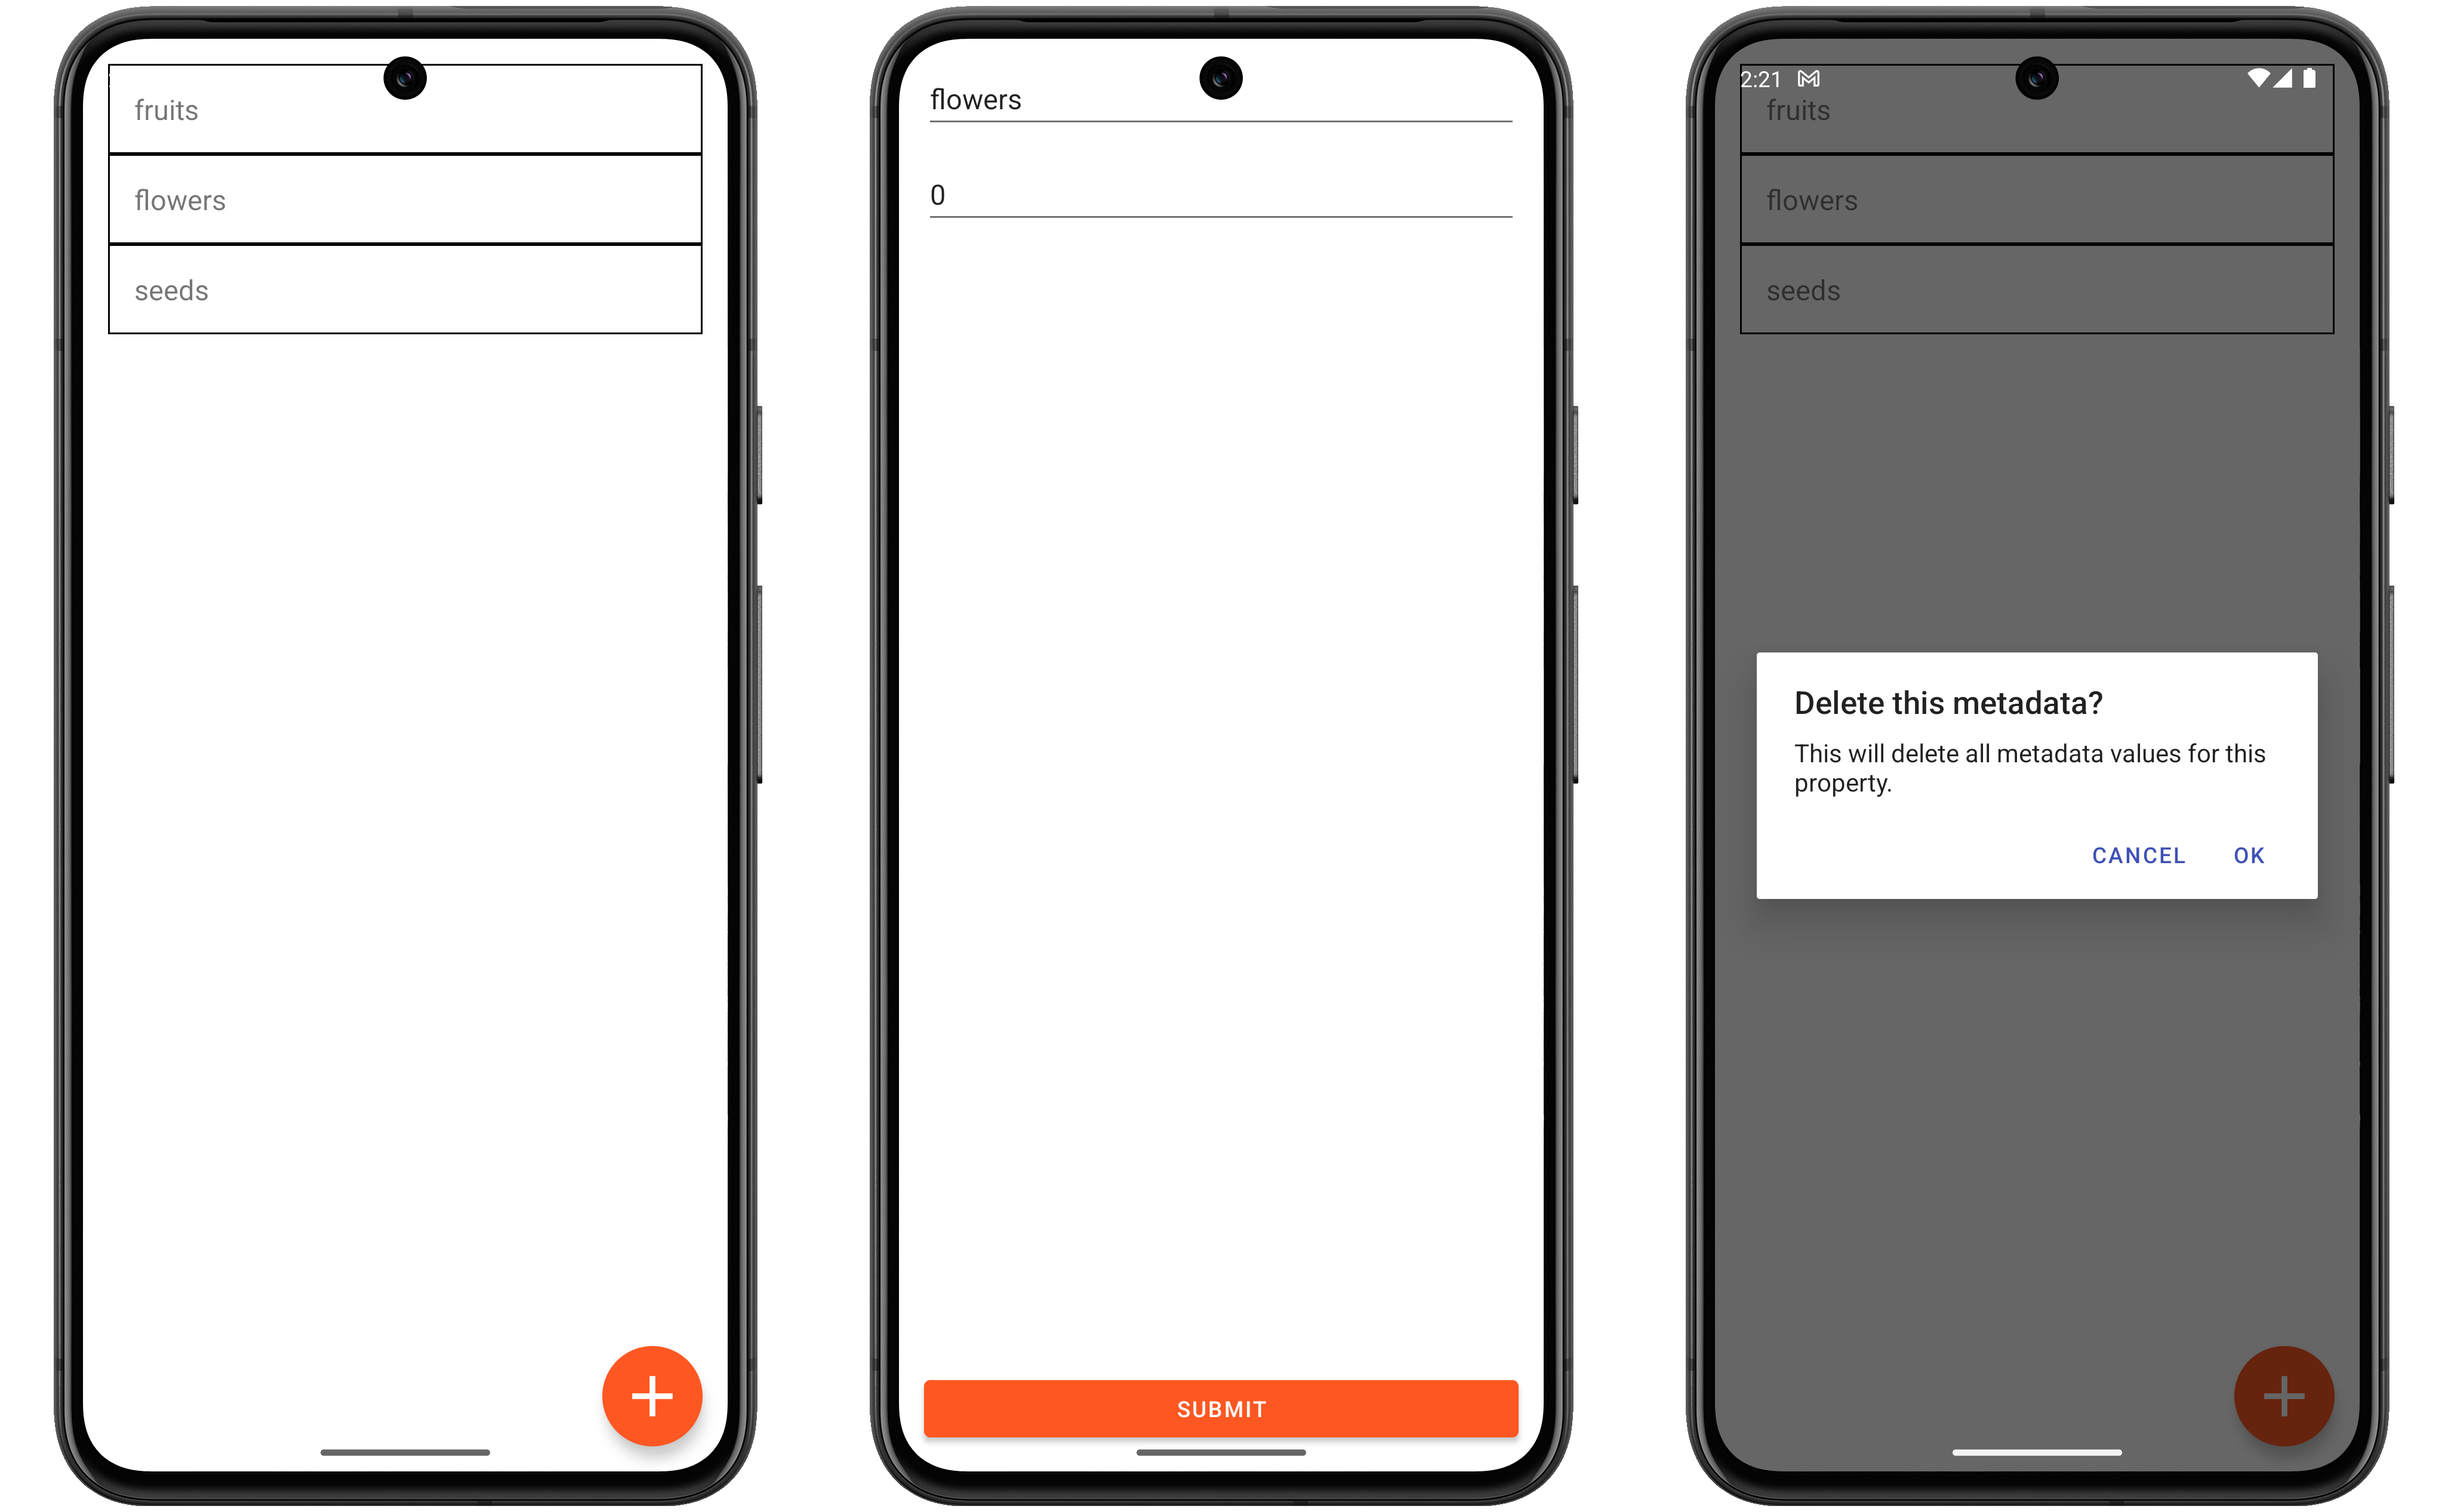 fruits
flowers
seeds
flowers
0
SUBMIT
2:21
fruits
flowers
seeds
Delete this metadata?
This will delete all metadata values for this
property.
CANCEL OK